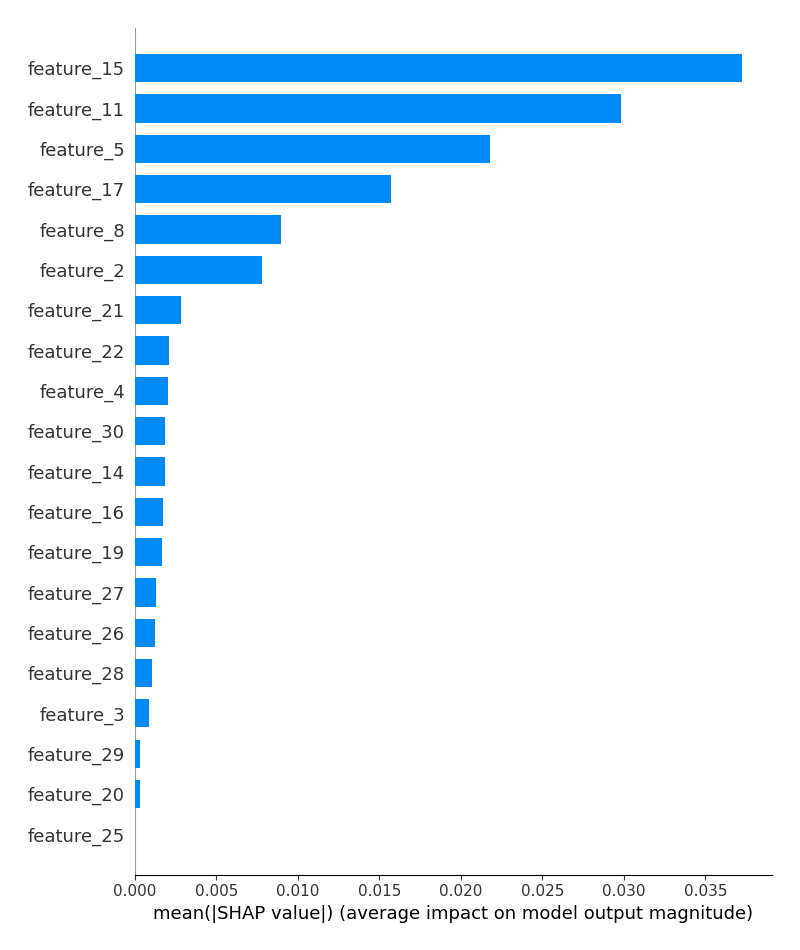 feature_15
feature_11
feature_5
feature_17
feature_8
feature_2
feature_21
feature_22
feature_4
feature_30
feature_14
feature_16
feature_19
feature_27
feature_26
feature_28
feature_3
feature_29
feature_20
feature_25
0.000 0.005 0.010 0.015 0.020 0.025 0.030 0.035
mean(|SHAP value|) (average impact on model output magnitude)